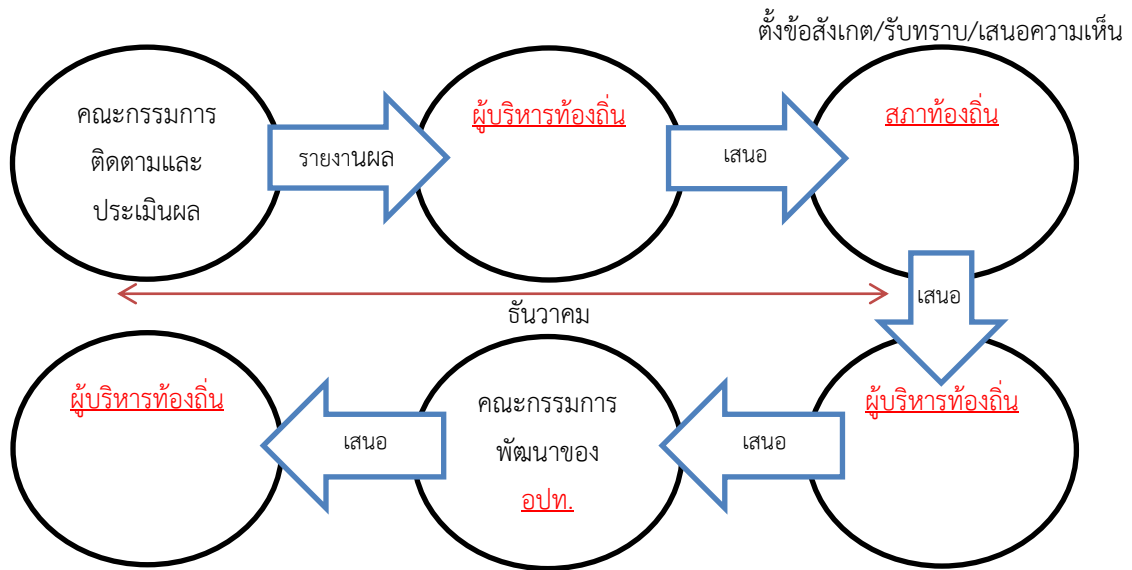 ตั้งข้อสังเกต/รับทราบ/เสนอความเห็น
คณะกรรมการ
ติดตามและ
ประเมินผล
รายงานผล
ผู้บริหารท้องถิ่น
เสนอ
สภาท้องถิ่น
เสนอ
ธันวาคม
ผู้บริหารท้องถิ่น
เสนอ
คณะกรรมการ
พัฒนาของ
อปท.
เสนอ
ผู้บริหารท้องถิ่น